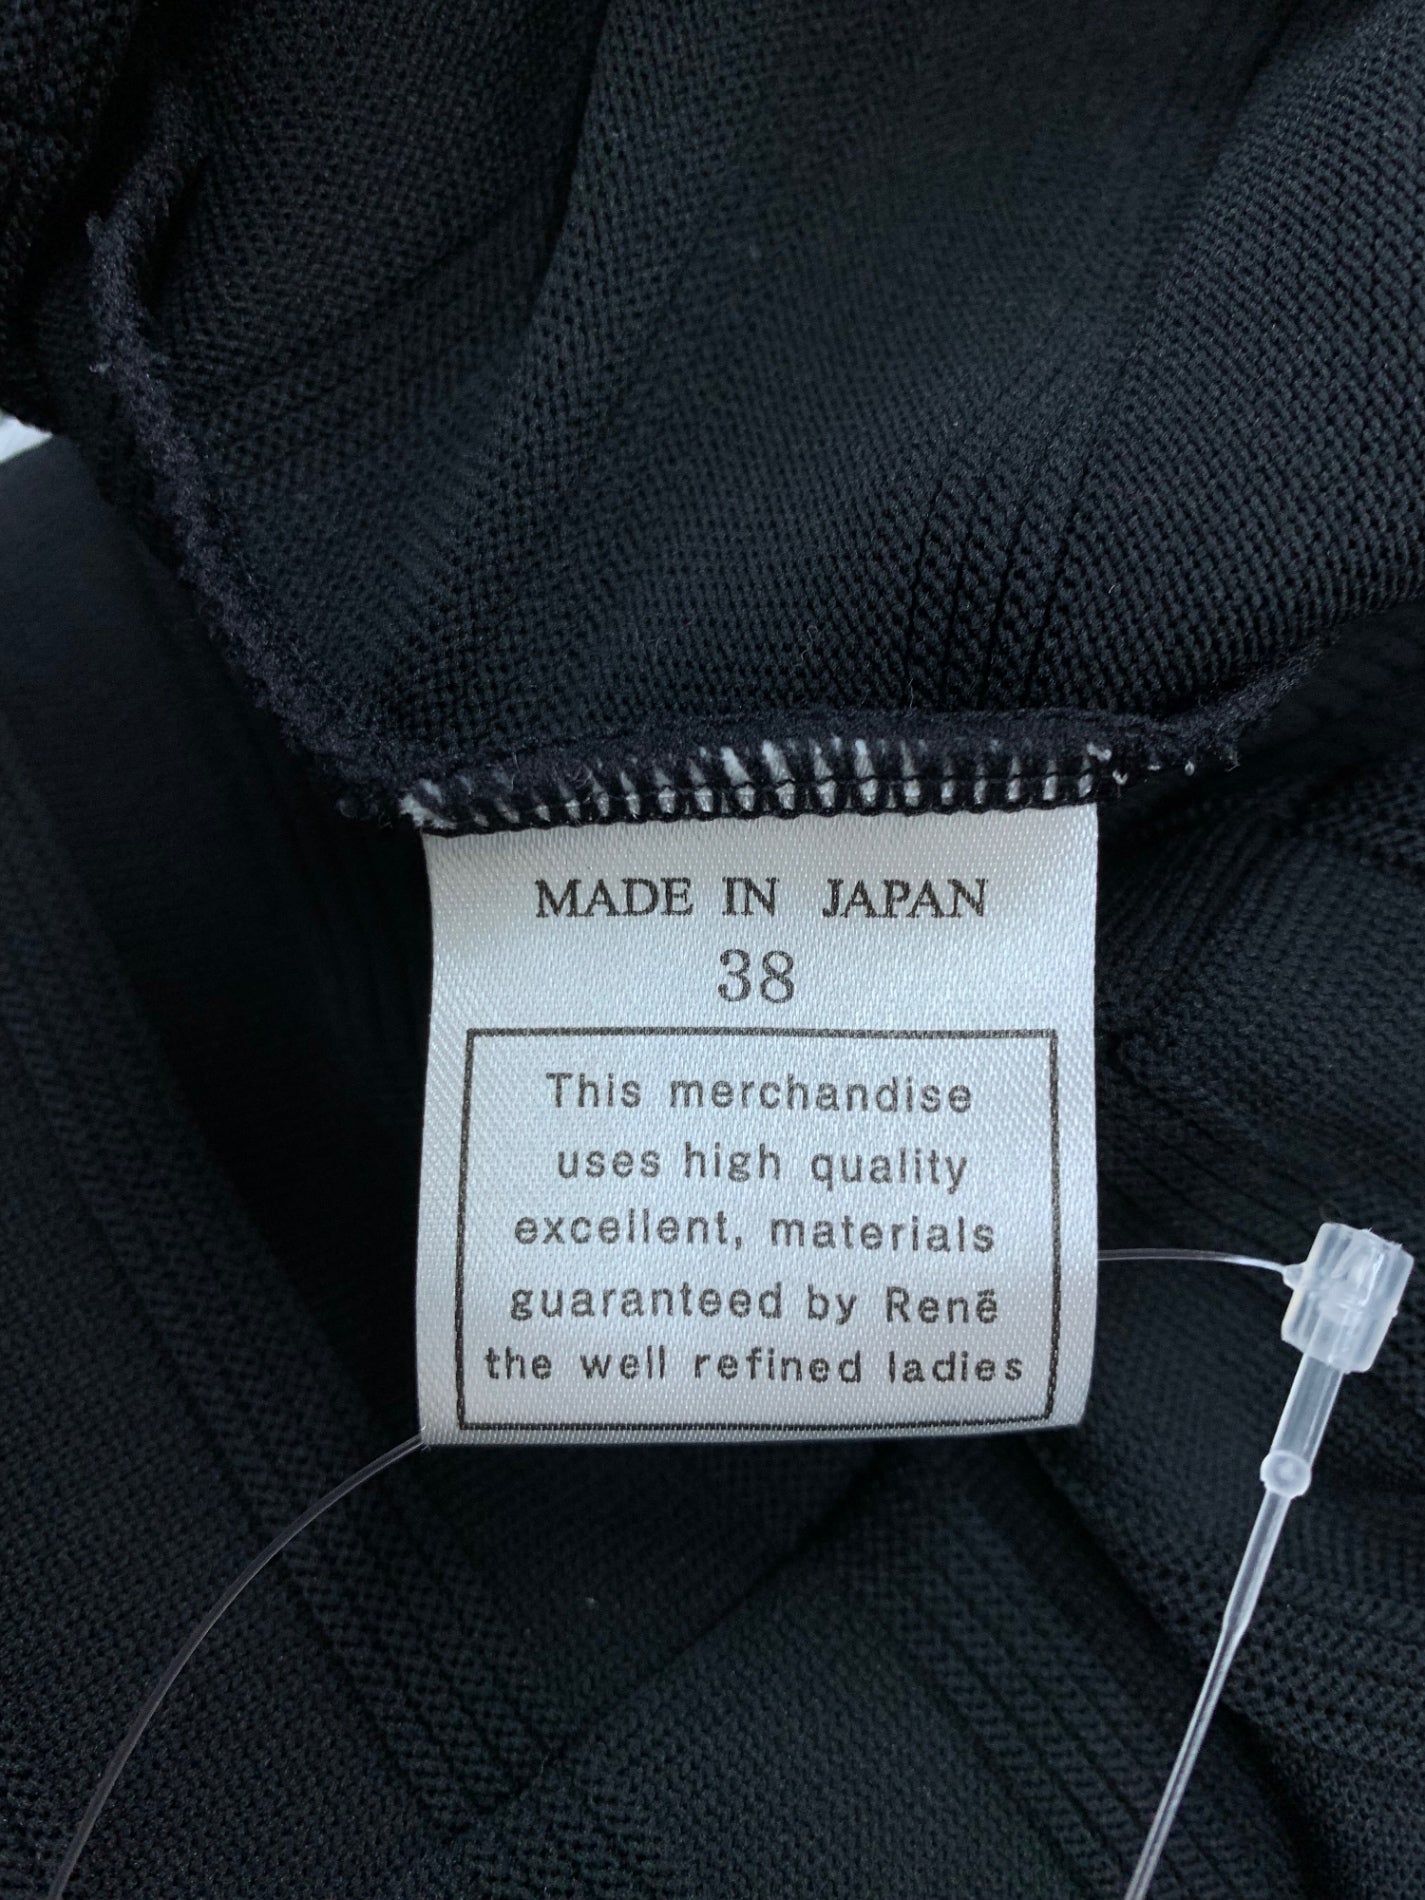 MADE IN JAPAN
38
This merchandise
uses high quality
excellent, materials
guaranteed by Renē
the well refined ladies